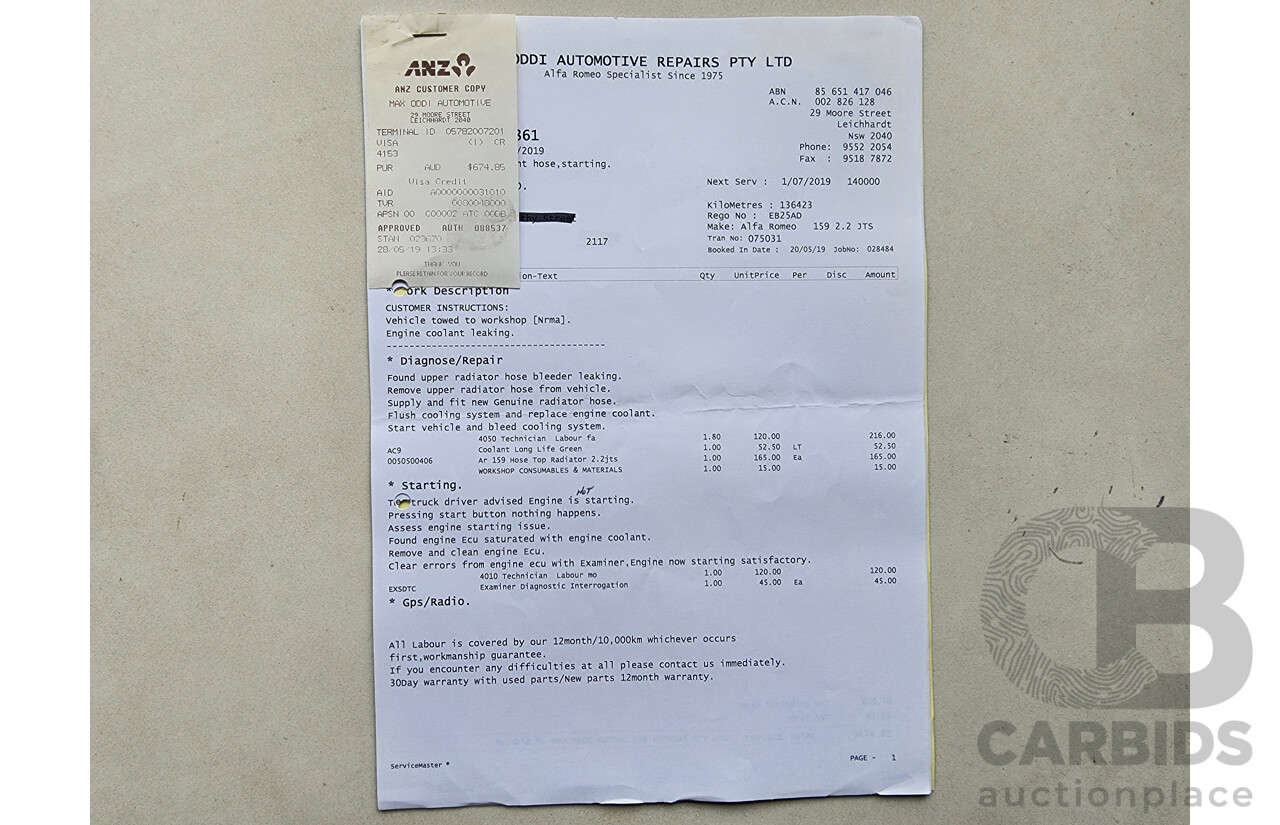 ANZ
ANZ CUSTOMER COPY
MAX ODDI AUTOMOTIVE
29 MOORE STREET
LEICHHARDT 2040
TERMINAL ID 05782007201
VISA (I) CR
4153
PUR AUD $674.85
Visa Credit
AID A0000000031010
TVR 0080048000
APSN 00 C00002 ATC 00DB
APPROVED AUTH 088537
STAN 023670
28/05/19 13:33
THANK YOU
PLEASE RETAIN FOR YOUR RECORD
ODDI AUTOMOTIVE REPAIRS PTY LTD
Alfa Romeo Specialist Since 1975
ABN 85 651 417 046
A.C.N. 002 826 128
29 Moore Street
Leichhardt
Nsw 2040
Phone: 9552 2054
Fax : 9518 7872
361
/2019
nt hose,starting.
Next Serv : 1/07/2019 140000
KiloMetres : 136423
Rego No : EB25AD
Make: Alfa Romeo 159 2.2 JTS
Tran No: 075031
2117
Booked In Date : 20/05/19 JobNo: 028484
on-Text Qty UnitPrice Per Disc Amount
* ork Description
CUSTOMER INSTRUCTIONS:
Vehicle towed to workshop [Nrma].
Engine coolant leaking.
--------------------------------------
* Diagnose/Repair
Found upper radiator hose bleeder leaking.
Remove upper radiator hose from vehicle.
Supply and fit new Genuine radiator hose.
Flush cooling system and replace engine coolant.
Start vehicle and bleed cooling system.
4050 Technician Labour fa 1.80 120.00 216.00
AC9 Coolant Long Life Green 1.00 52.50 LT 52.50
0050500406 Ar 159 Hose Top Radiator 2.2jts 1.00 165.00 Ea 165.00
WORKSHOP CONSUMABLES & MATERIALS 1.00 15.00 15.00
* Starting.
NOT
T truck driver advised Engine is starting.
Pressing start button nothing happens.
Assess engine starting issue.
Found engine Ecu saturated with engine coolant.
Remove and clean engine Ecu.
Clear errors from engine ecu with Examiner,Engine now starting satisfactory.
4010 Technician Labour mo 1.00 120.00 120.00
EXSDTC Examiner Diagnostic Interrogation 1.00 45.00 Ea 45.00
* Gps/Radio.
All Labour is covered by our 12month/10,000km whichever occurs
first,workmanship guarantee.
If you encounter any difficulties at all please contact us immediately.
30Day warranty with used parts/New parts 12month warranty.
ServiceMaster * PAGE - 1
CB
CARBIDS
auctionplace